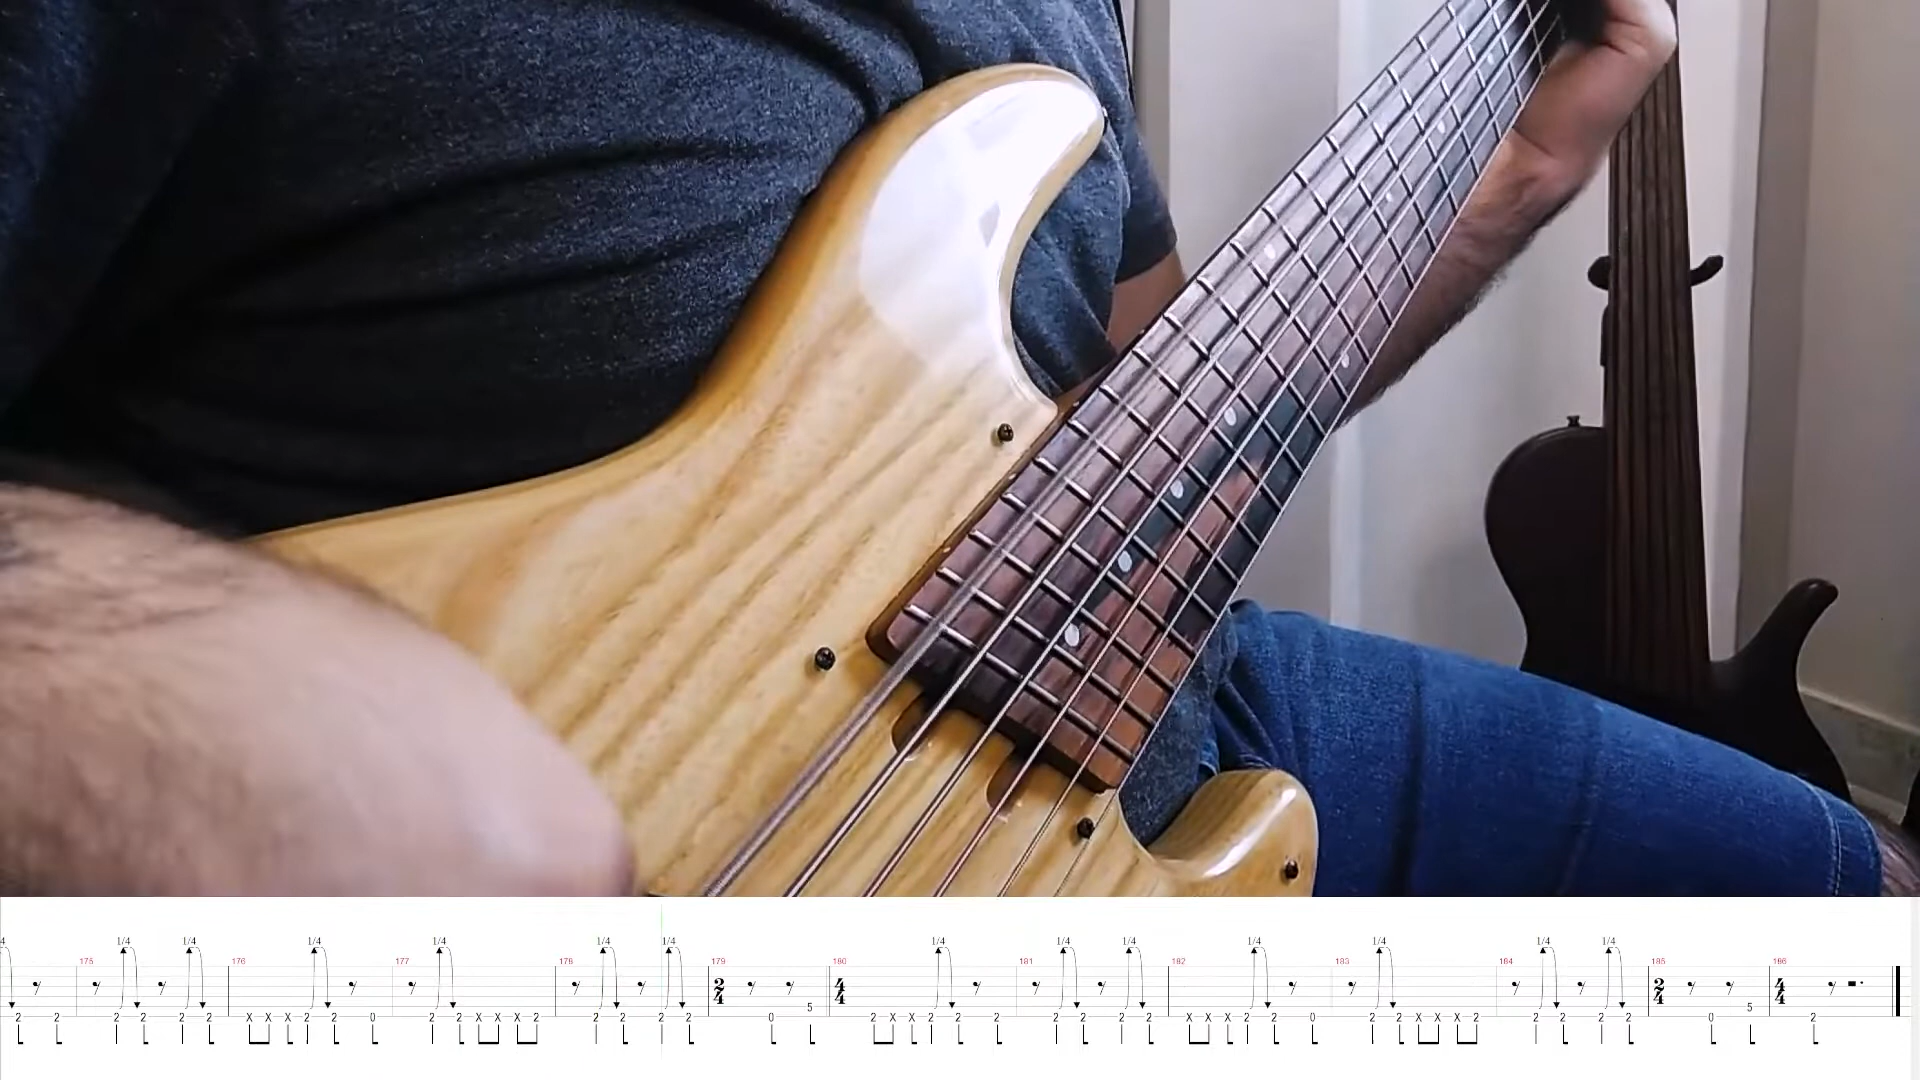 4 1/4 1/4 1/4 1/4 1/4 1/4 1/4 1/4 1/4 1/4 1/4 1/4 1/4
175 176 177 178 179 180 181 182 183 184 185 186
2 4 4 4 2 4 4 4
5 5
2 2 2 2 2 2 X X X 2 2 0 2 2 X X X 2 2 2 2 2 0 2 X X 2 2 2 2 2 2 2 X X X 2 2 0 2 2 X X X 2 2 2 2 2 0 2